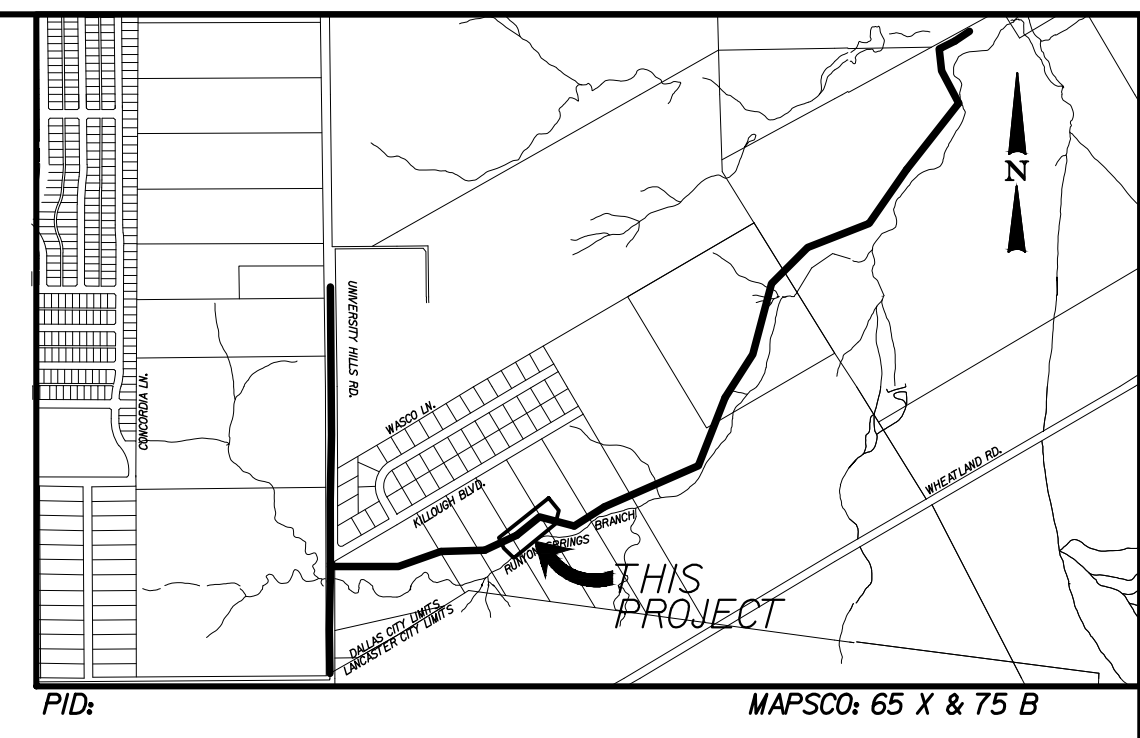 N
UNIVERSITY HILLS RD.
CONCORDIA LN.
WASCO LN.
KILLOUGH BLVD.
WHEATLAND RD.
BRANCH
RUNYON SPRINGS
THIS
PROJECT
DALLAS CITY LIMITS
LANCASTER CITY LIMITS
PID:
MAPSCO: 65 X & 75 B